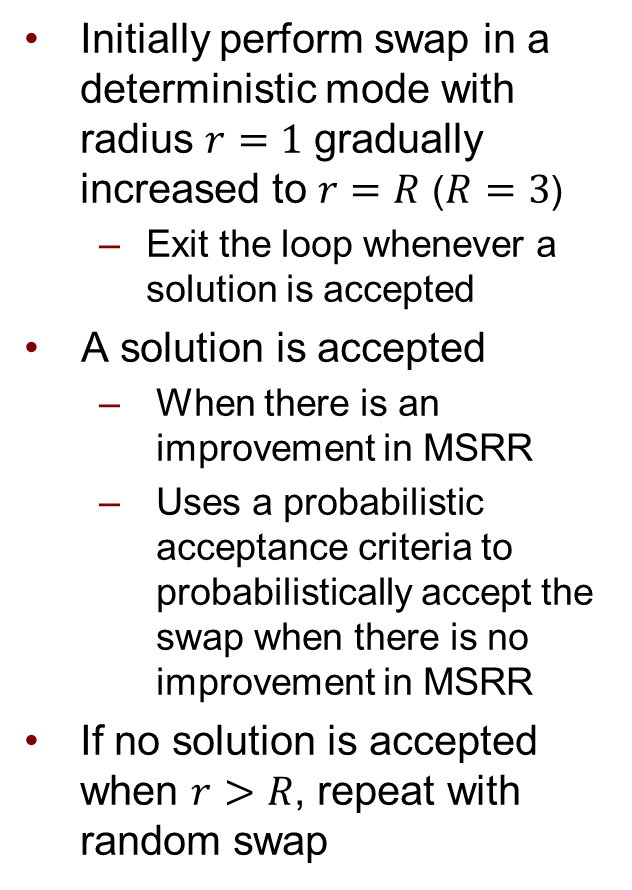 • Initially perform swap in a
deterministic mode with
radius r = 1 gradually
increased to r = R (R = 3)
– Exit the loop whenever a
solution is accepted
• A solution is accepted
– When there is an
improvement in MSRR
– Uses a probabilistic
acceptance criteria to
probabilistically accept the
swap when there is no
improvement in MSRR
• If no solution is accepted
when r > R, repeat with
random swap